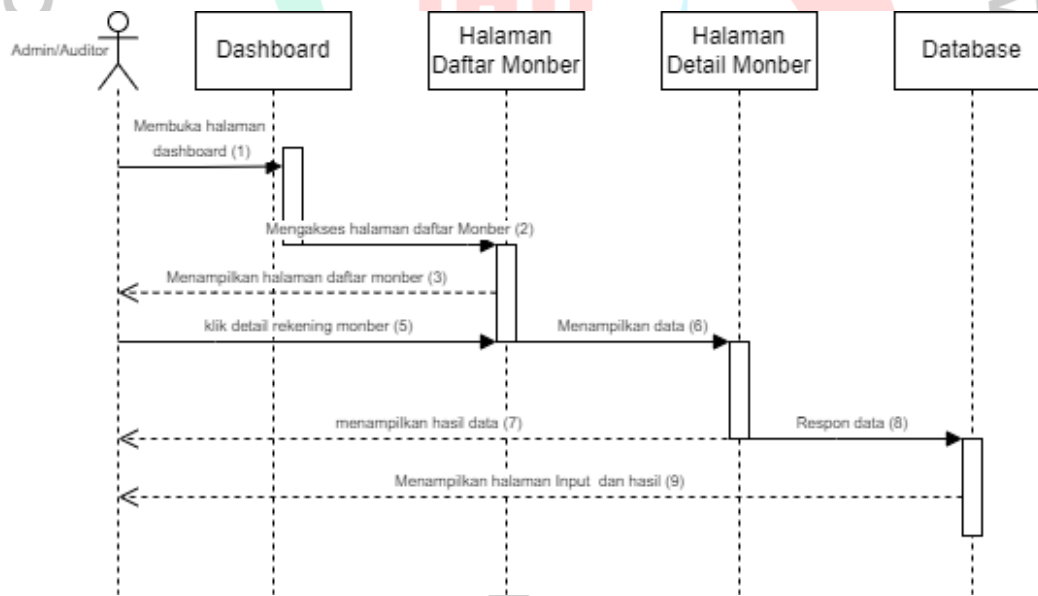 Admin/Auditor
Dashboard
Halaman
Daftar Monber
Halaman
Detail Monber
Database
Membuka halaman
dashboard (1)
Mengakses halaman daftar Monber (2)
Menampilkan halaman daftar monber (3)
klik detail rekening monber (5)
Menampilkan data (6)
menampilkan hasil data (7)
Respon data (8)
Menampilkan halaman Input dan hasil (9)